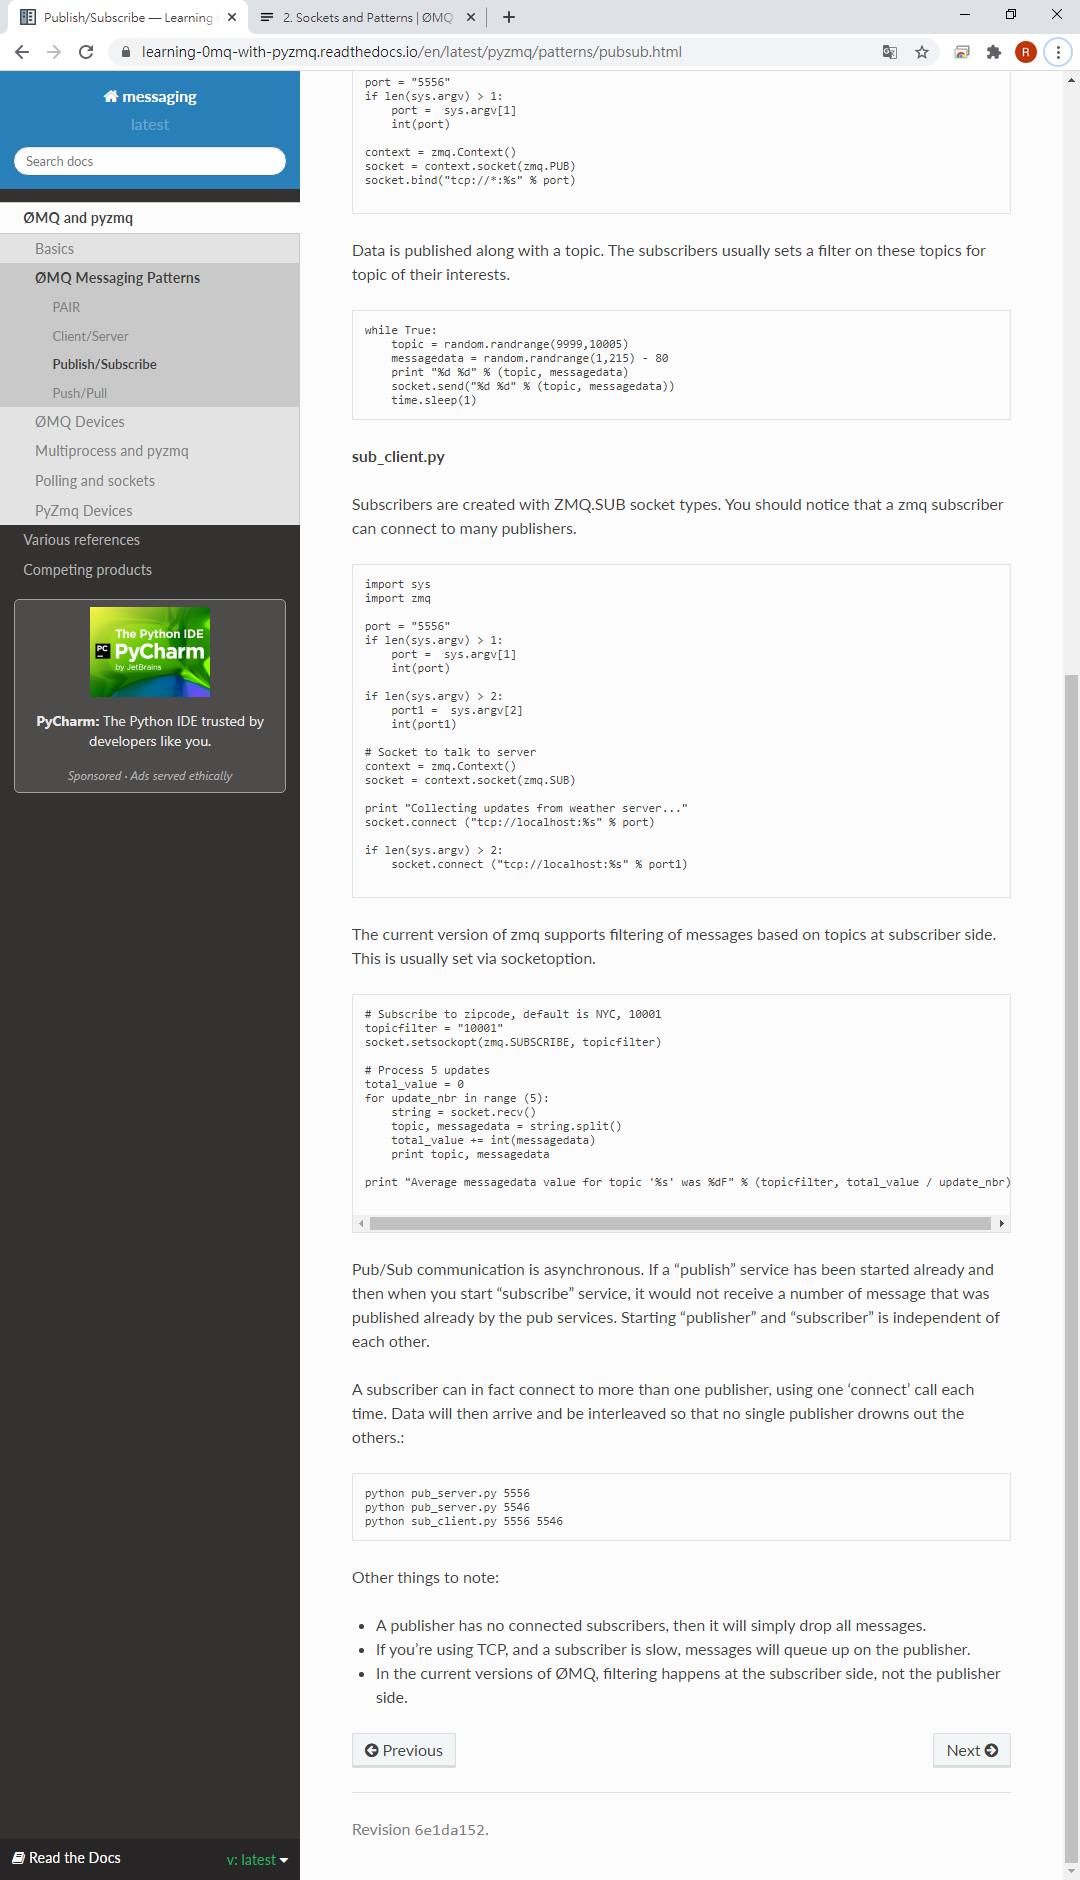 Publish/Subscribe — Learning
2. Sockets and Patterns | ØMQ
learning-0mq-with-pyzmq.readthedocs.io/en/latest/pyzmq/patterns/pubsub.html
R
messaging
latest
Search docs
ØMQ and pyzmq
Basics
ØMQ Messaging Patterns
PAIR
Client/Server
Publish/Subscribe
Push/Pull
ØMQ Devices
Multiprocess and pyzmq
Polling and sockets
PyZmq Devices
Various references
Competing products
The Python IDE
PC PyCharm
by JetBrains
PyCharm: The Python IDE trusted by
developers like you.
Sponsored · Ads served ethically
Read the Docs
v: latest
port = "5556"
if len(sys.argv) > 1:
    port =  sys.argv[1]
    int(port)
context = zmq.Context()
socket = context.socket(zmq.PUB)
socket.bind("tcp://*:%s" % port)
Data is published along with a topic. The subscribers usually sets a filter on these topics for
topic of their interests.
while True:
    topic = random.randrange(9999,10005)
    messagedata = random.randrange(1,215) - 80
    print "%d %d" % (topic, messagedata)
    socket.send("%d %d" % (topic, messagedata))
    time.sleep(1)
sub_client.py
Subscribers are created with ZMQ.SUB socket types. You should notice that a zmq subscriber
can connect to many publishers.
import sys
import zmq
port = "5556"
if len(sys.argv) > 1:
    port =  sys.argv[1]
    int(port)
if len(sys.argv) > 2:
    port1 =  sys.argv[2]
    int(port1)
# Socket to talk to server
context = zmq.Context()
socket = context.socket(zmq.SUB)
print "Collecting updates from weather server..."
socket.connect ("tcp://localhost:%s" % port)
if len(sys.argv) > 2:
    socket.connect ("tcp://localhost:%s" % port1)
The current version of zmq supports filtering of messages based on topics at subscriber side.
This is usually set via socketoption.
# Subscribe to zipcode, default is NYC, 10001
topicfilter = "10001"
socket.setsockopt(zmq.SUBSCRIBE, topicfilter)
# Process 5 updates
total_value = 0
for update_nbr in range (5):
    string = socket.recv()
    topic, messagedata = string.split()
    total_value += int(messagedata)
    print topic, messagedata
print "Average messagedata value for topic '%s' was %dF" % (topicfilter, total_value / update_nbr)
Pub/Sub communication is asynchronous. If a “publish” service has been started already and
then when you start “subscribe” service, it would not receive a number of message that was
published already by the pub services. Starting “publisher” and “subscriber” is independent of
each other.
A subscriber can in fact connect to more than one publisher, using one ‘connect’ call each
time. Data will then arrive and be interleaved so that no single publisher drowns out the
others.:
python pub_server.py 5556
python pub_server.py 5546
python sub_client.py 5556 5546
Other things to note:
• A publisher has no connected subscribers, then it will simply drop all messages.
• If you’re using TCP, and a subscriber is slow, messages will queue up on the publisher.
• In the current versions of ØMQ, filtering happens at the subscriber side, not the publisher
side.
Previous
Next
Revision 6e1da152.